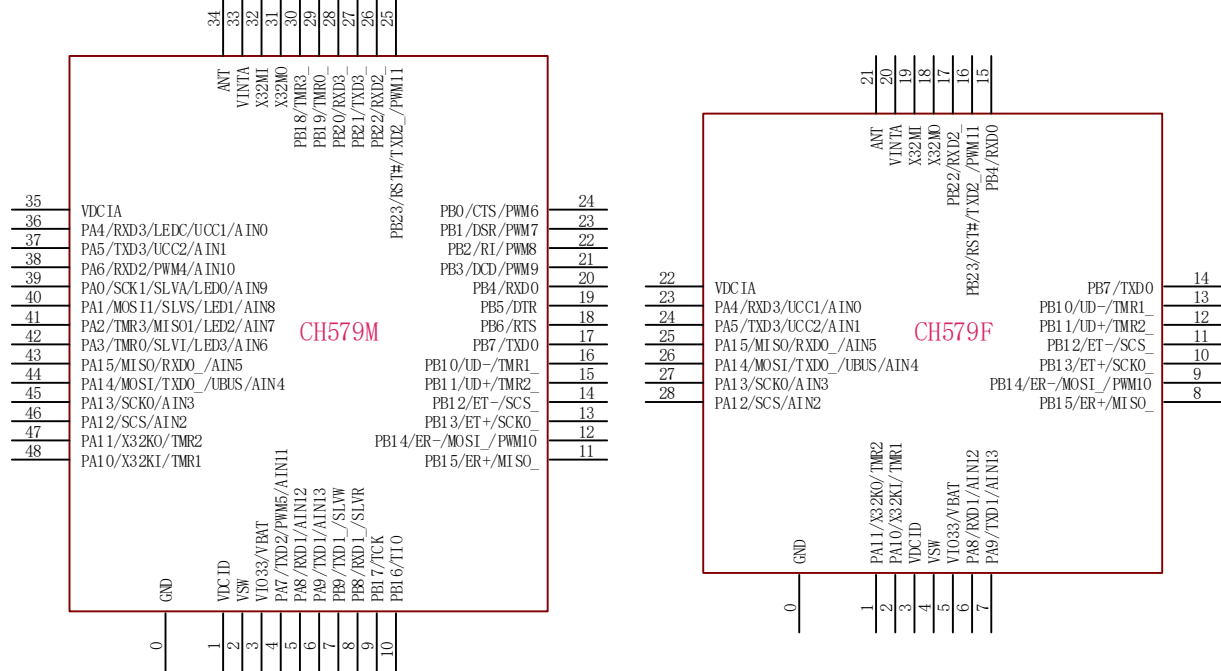 34 33 32 31 30 29 28 27 26 25
ANT
VINTA
X32MI
X32MO
PB18/TMR3_
PB19/TMR0_
PB20/RXD3_
PB21/TXD3_
PB22/RXD2_
PB23/RST#/TXD2_/PWM11
35 VDCIA
36 PA4/RXD3/LEDC/UCC1/AIN0
37 PA5/TXD3/UCC2/AIN1
38 PA6/RXD2/PWM4/AIN10
39 PA0/SCK1/SLVA/LED0/AIN9
40 PA1/MOSI1/SLVS/LED1/AIN8
41 PA2/TMR3/MISO1/LED2/AIN7
42 PA3/TMR0/SLVI/LED3/AIN6
43 PA15/MISO/RXD0_/AIN5
44 PA14/MOSI/TXD0_/UBUS/AIN4
45 PA13/SCK0/AIN3
46 PA12/SCS/AIN2
47 PA11/X32KO/TMR2
48 PA10/X32KI/TMR1
CH579M
PB0/CTS/PWM6 24
PB1/DSR/PWM7 23
PB2/RI/PWM8 22
PB3/DCD/PWM9 21
PB4/RXD0 20
PB5/DTR 19
PB6/RTS 18
PB7/TXD0 17
PB10/UD-/TMR1_ 16
PB11/UD+/TMR2_ 15
PB12/ET-/SCS_ 14
PB13/ET+/SCK0_ 13
PB14/ER-/MOSI_/PWM10 12
PB15/ER+/MISO_ 11
GND
VDCID
VSW
VIO33/VBAT
PA7/TXD2/PWM5/AIN11
PA8/RXD1/AIN12
PA9/TXD1/AIN13
PB9/TXD1_/SLVW
PB8/RXD1_/SLVR
PB17/TCK
PB16/TIO
0 1 2 3 4 5 6 7 8 9 10
21 20 19 18 17 16 15
ANT
VINTA
X32MI
X32MO
PB22/RXD2_
PB23/RST#/TXD2_/PWM11
PB4/RXD0
22 VDCIA
23 PA4/RXD3/UCC1/AIN0
24 PA5/TXD3/UCC2/AIN1
25 PA15/MISO/RXD0_/AIN5
26 PA14/MOSI/TXD0_/UBUS/AIN4
27 PA13/SCK0/AIN3
28 PA12/SCS/AIN2
CH579F
PB7/TXD0 14
PB10/UD-/TMR1_ 13
PB11/UD+/TMR2_ 12
PB12/ET-/SCS_ 11
PB13/ET+/SCK0_ 10
PB14/ER-/MOSI_/PWM10 9
PB15/ER+/MISO_ 8
GND
PA11/X32KO/TMR2
PA10/X32KI/TMR1
VDCID
VSW
VIO33/VBAT
PA8/RXD1/AIN12
PA9/TXD1/AIN13
0 1 2 3 4 5 6 7